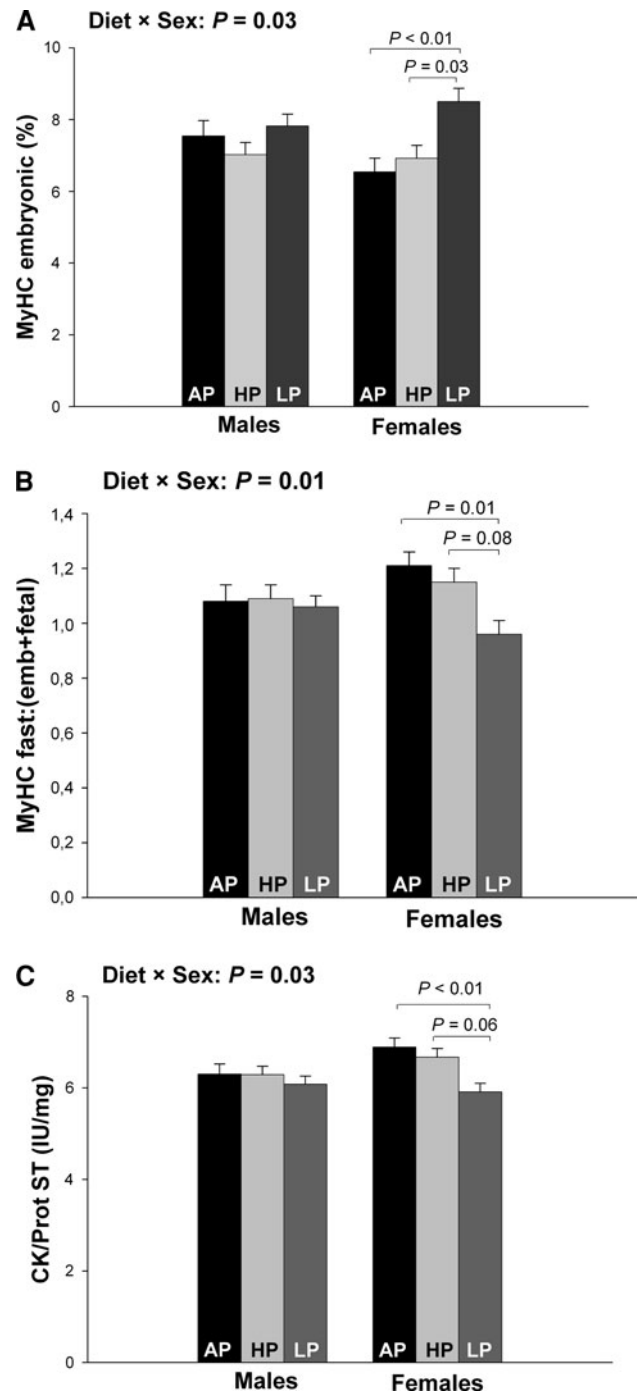 A Diet × Sex: P = 0.03
P < 0.01
P = 0.03
MyHC embryonic (%)
10
8
6
4
2
0
AP HP LP AP HP LP
Males Females
B Diet × Sex: P = 0.01
P = 0.01
P = 0.08
MyHC fast:(emb+fetal)
1,4
1,2
1,0
0,8
0,6
0,4
0,2
0,0
AP HP LP AP HP LP
Males Females
C Diet × Sex: P = 0.03
P < 0.01
P = 0.06
CK/Prot ST (IU/mg)
8
6
4
2
0
AP HP LP AP HP LP
Males Females